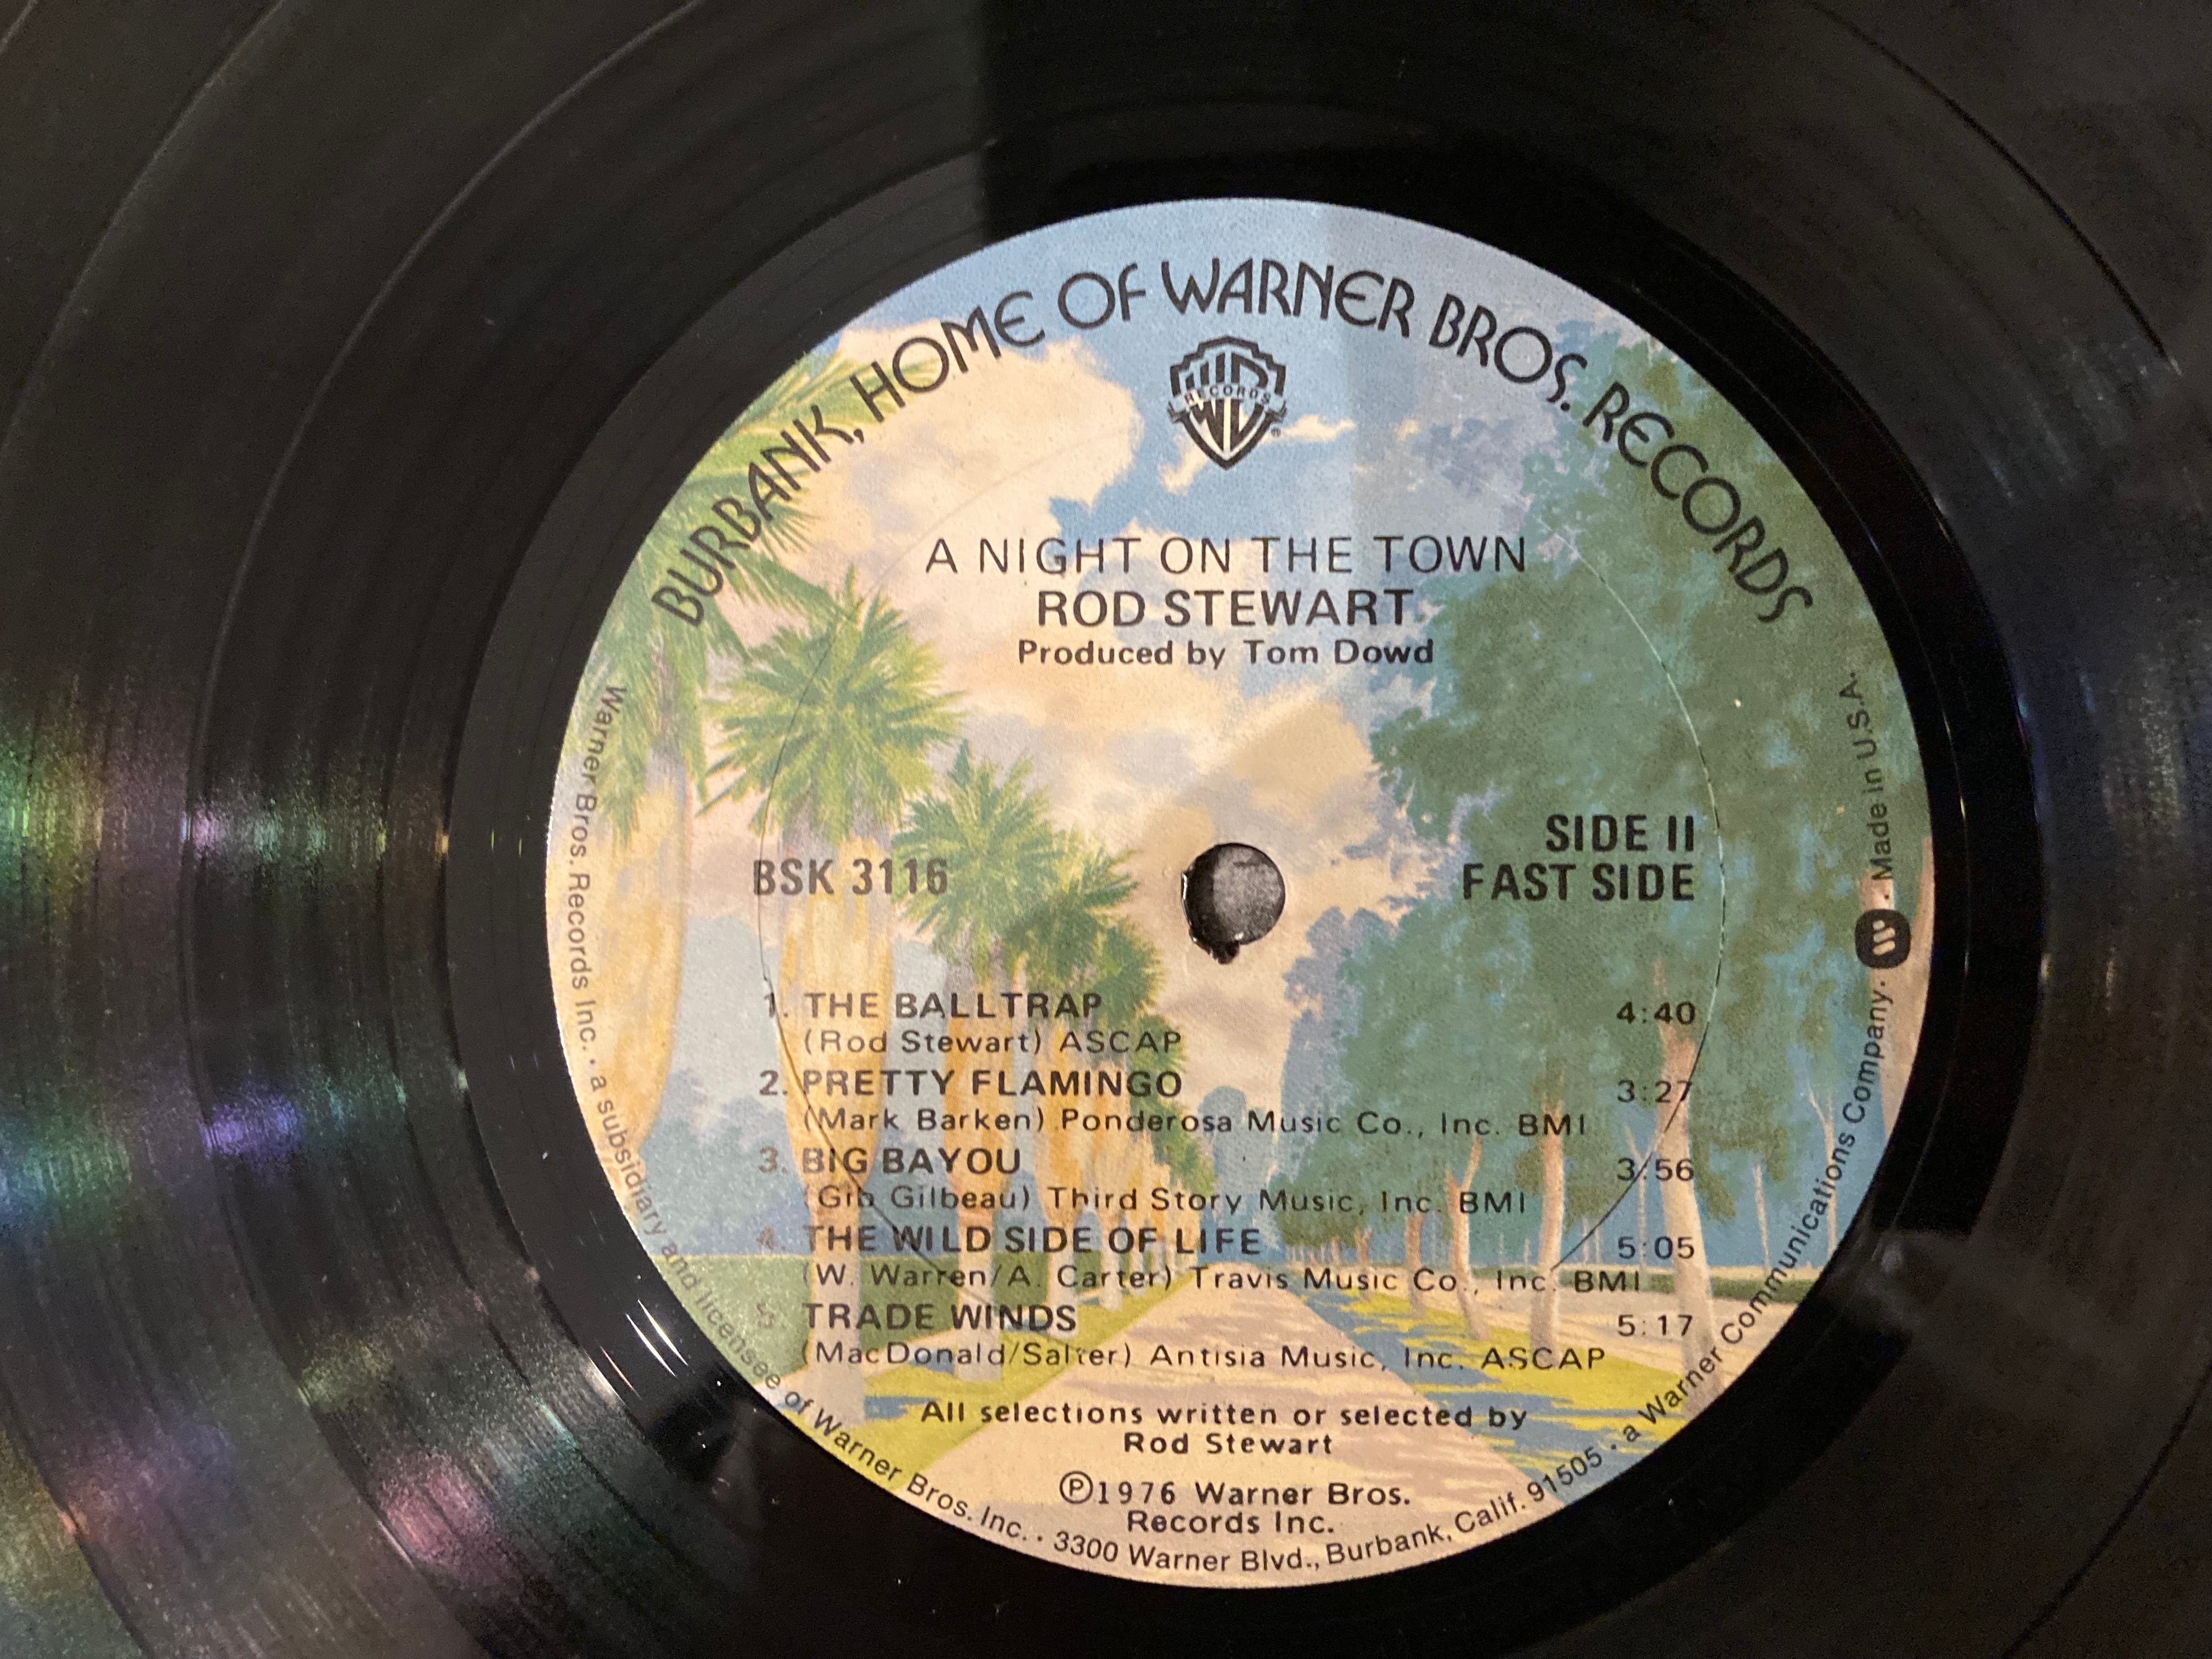 BURBANK, HOME OF WARNER BROS. RECORDS
RECORDS
A NIGHT ON THE TOWN
ROD STEWART
Produced by Tom Dowd
BSK 3116
SIDE II
FAST SIDE
1. THE BALLTRAP 4:40
(Rod Stewart) ASCAP
2. PRETTY FLAMINGO 3:27
(Mark Barken) Ponderosa Music Co., Inc. BMI
3. BIG BAYOU 3:56
(Gib Gilbeau) Third Story Music, Inc. BMI
4. THE WILD SIDE OF LIFE 5:05
(W. Warren/A. Carter) Travis Music Co., Inc. BMI
5. TRADE WINDS 5:17
(MacDonald/Salter) Antisia Music, Inc. ASCAP
All selections written or selected by
Rod Stewart
℗1976 Warner Bros.
Records Inc.
Warner Bros. Records Inc. · a subsidiary and licensee of Warner Bros. Inc. · 3300 Warner Blvd., Burbank, Calif. 91505 · a Warner Communications Company. · Made in U.S.A.